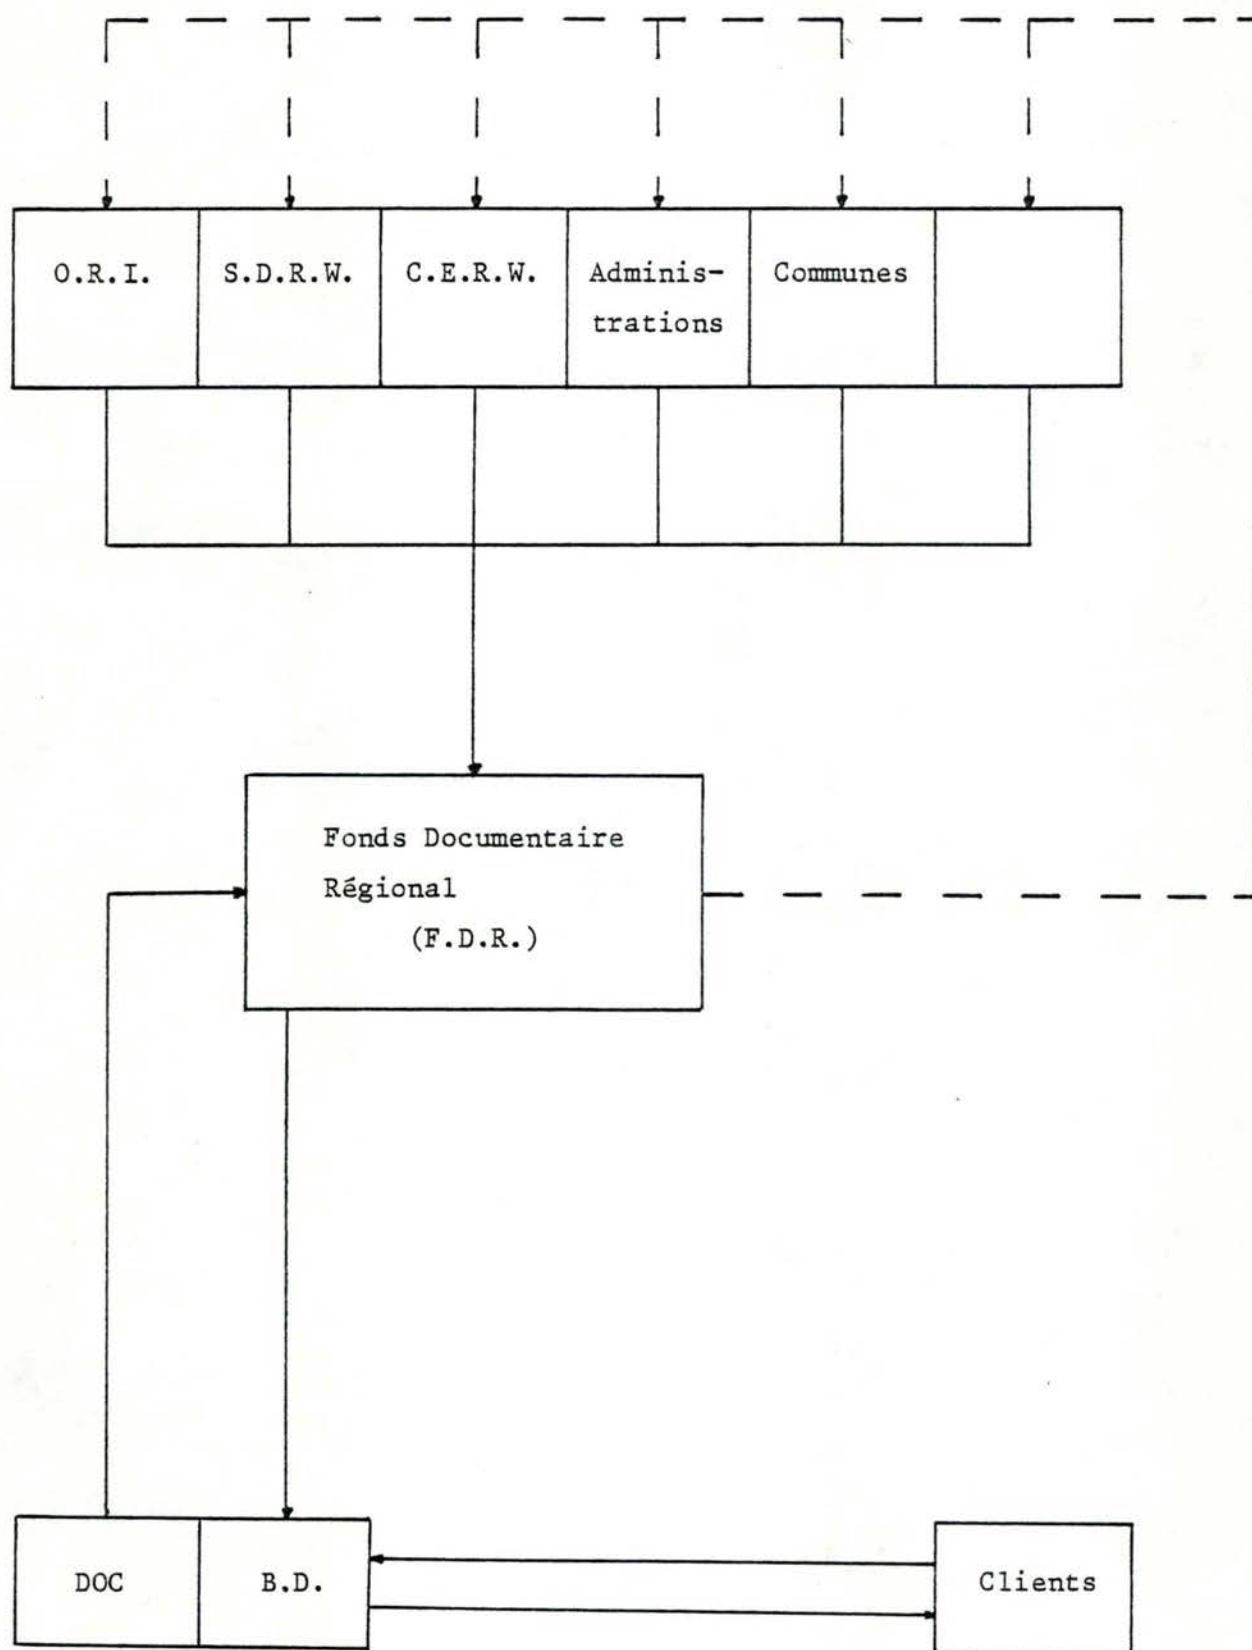 O.R.I.
S.D.R.W.
C.E.R.W.
Adminis-
trations
Communes
Fonds Documentaire
Régional
(F.D.R.)
DOC
B.D.
Clients